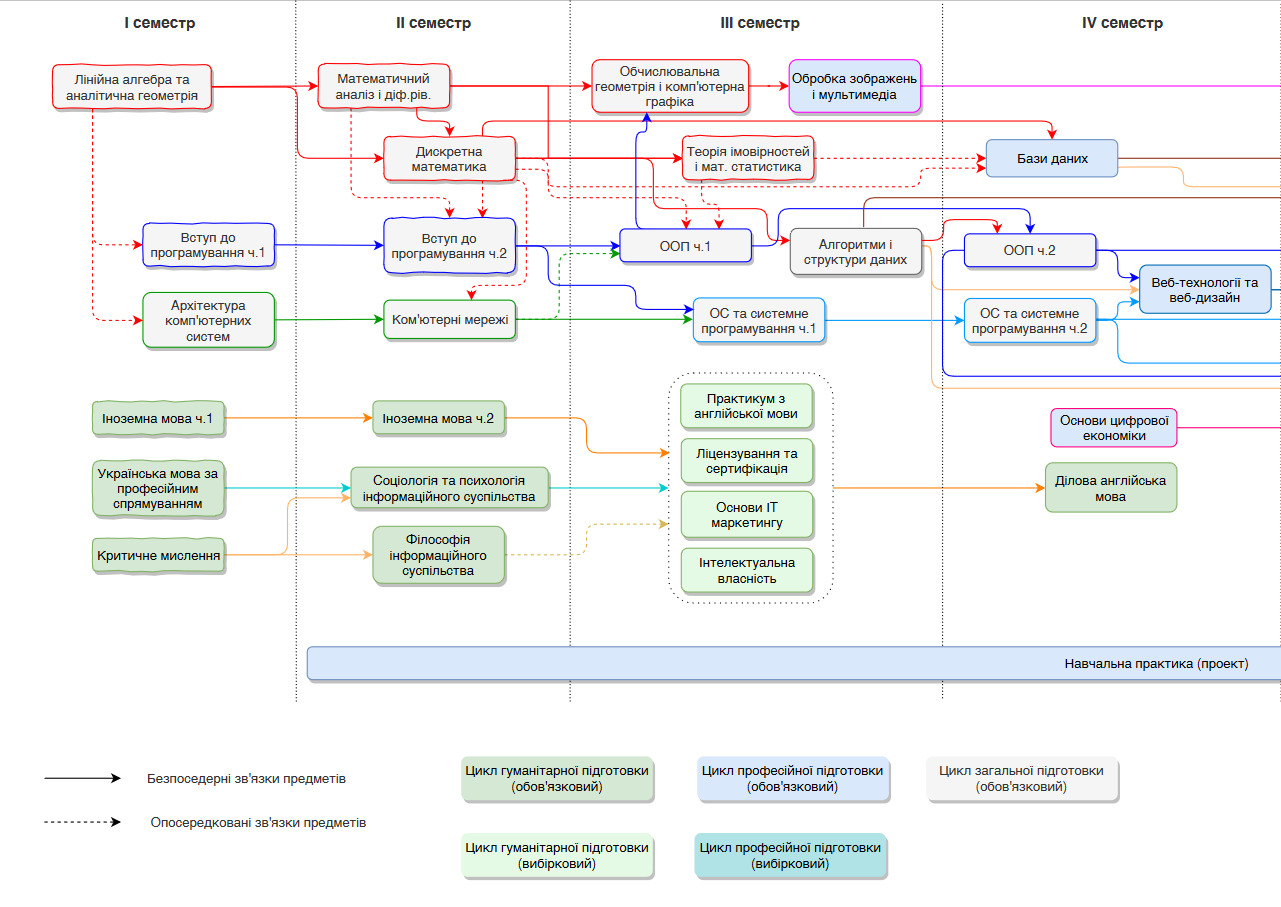 I семестр
II семестр
III семестр
IV семестр
Лінійна алгебра та
аналітична геометрія
Математичний
аналіз і діф.рів.
Обчислювальна
геометрія і комп'ютерна
графіка
Обробка зображень
і мультимедіа
Дискретна
математика
Теорія імовірностей
і мат. статистика
Бази даних
Вступ до
програмування ч.1
Вступ до
програмування ч.2
ООП ч.1
Алгоритми і
структури даних
ООП ч.2
Веб-технології та
веб-дизайн
Архітектура
комп'ютерних
систем
Ком'ютерні мережі
ОС та системне
програмування ч.1
ОС та системне
програмування ч.2
Іноземна мова ч.1
Іноземна мова ч.2
Практикум з
англійської мови
Основи цифрової
економіки
Українська мова за
професійним
спрямуванням
Соціологія та психологія
інформаційного суспільства
Ліцензування та
сертифікація
Ділова англійська
мова
Критичне мислення
Філософія
інформаційного
суспільства
Основи IT
маркетингу
Інтелектуальна
власність
Навчальна практика (проект)
Безпоседерні зв'язки предметів
Опосередковані зв'язки предметів
Цикл гуманітарної підготовки
(обов'язковий)
Цикл професійної підготовки
(обов'язковий)
Цикл загальної підготовки
(обов'язковий)
Цикл гуманітарної підготовки
(вибірковий)
Цикл професійної підготовки
(вибірковий)